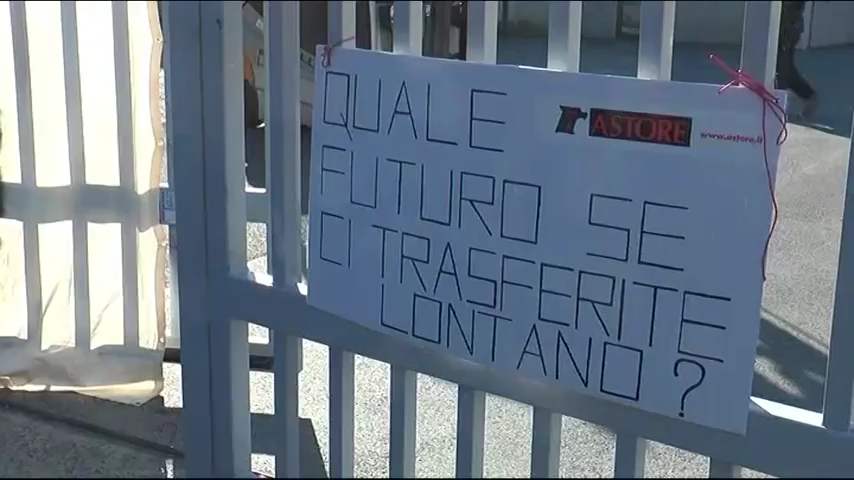 QUALE
ASTORE
www.astore.it
FUTURO SE
CI TRASFERITE
LONTANO ?